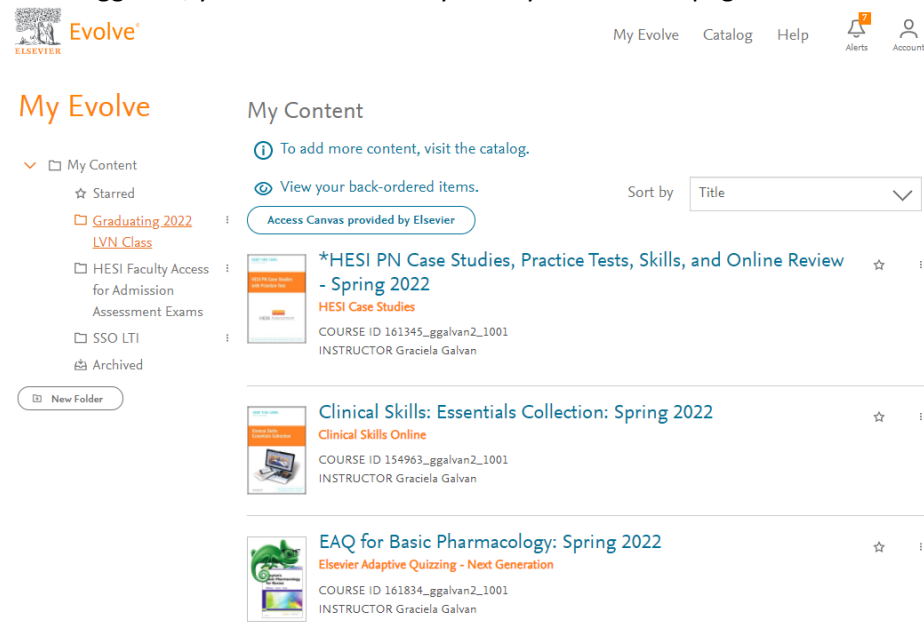 ELSEVIER
Evolve
My Evolve Catalog Help
7
Alerts
Account
My Evolve
My Content
Starred
Graduating 2022
LVN Class
HESI Faculty Access
for Admission
Assessment Exams
SSO LTI
Archived
New Folder
My Content
To add more content, visit the catalog.
View your back-ordered items.
Sort by Title
Access Canvas provided by Elsevier
*HESI PN Case Studies, Practice Tests, Skills, and Online Review
- Spring 2022
HESI Case Studies
COURSE ID 161345_ggalvan2_1001
INSTRUCTOR Graciela Galvan
Clinical Skills: Essentials Collection: Spring 2022
Clinical Skills Online
COURSE ID 154963_ggalvan2_1001
INSTRUCTOR Graciela Galvan
EAQ for Basic Pharmacology: Spring 2022
Elsevier Adaptive Quizzing - Next Generation
COURSE ID 161834_ggalvan2_1001
INSTRUCTOR Graciela Galvan